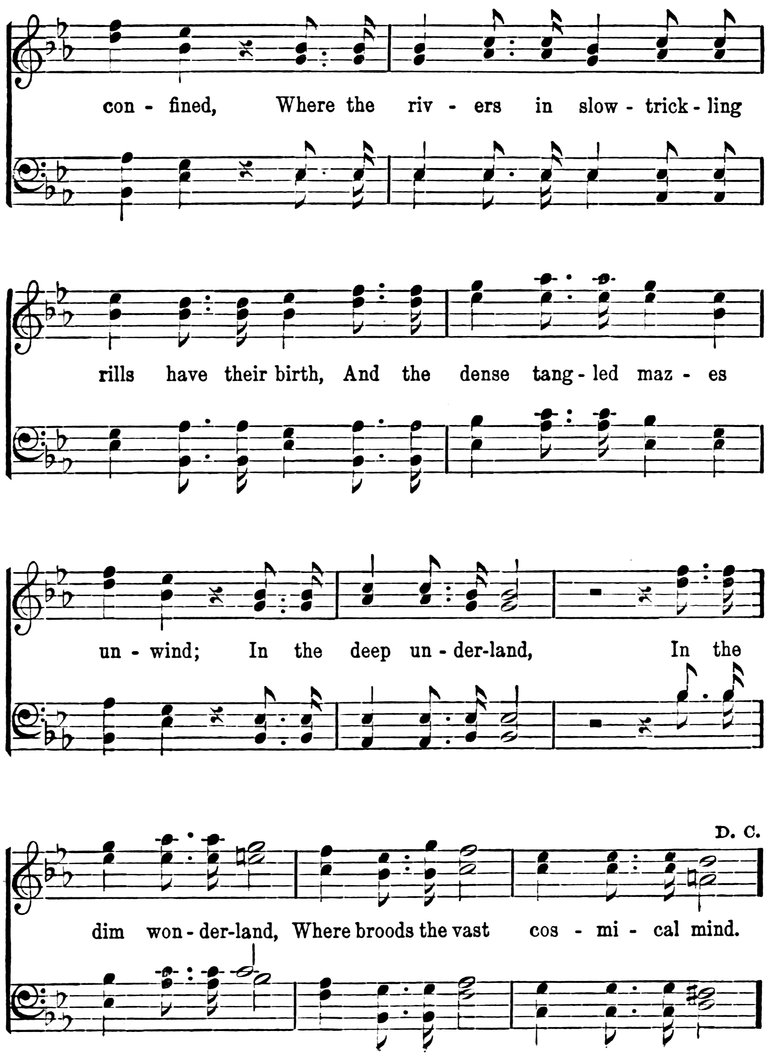 con - fined, Where the riv - ers in slow - trick - ling
rills have their birth, And the dense tang - led maz - es
un - wind; In the deep un - der-land, In the
D. C.
dim won - der-land, Where broods the vast cos - mi - cal mind.